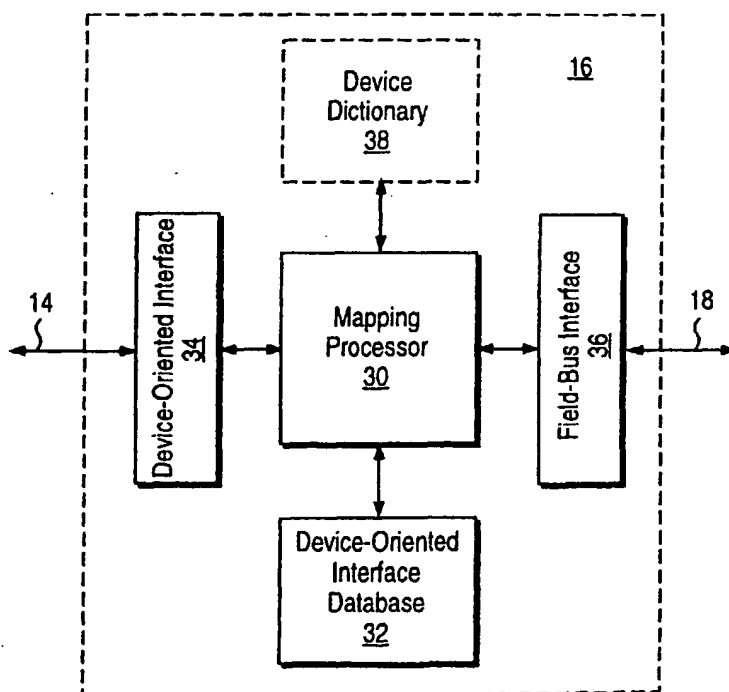 16
Device
Dictionary
38
14
Device-Oriented Interface
34
Mapping
Processor
30
Field-Bus Interface
36
18
Device-Oriented
Interface
Database
32